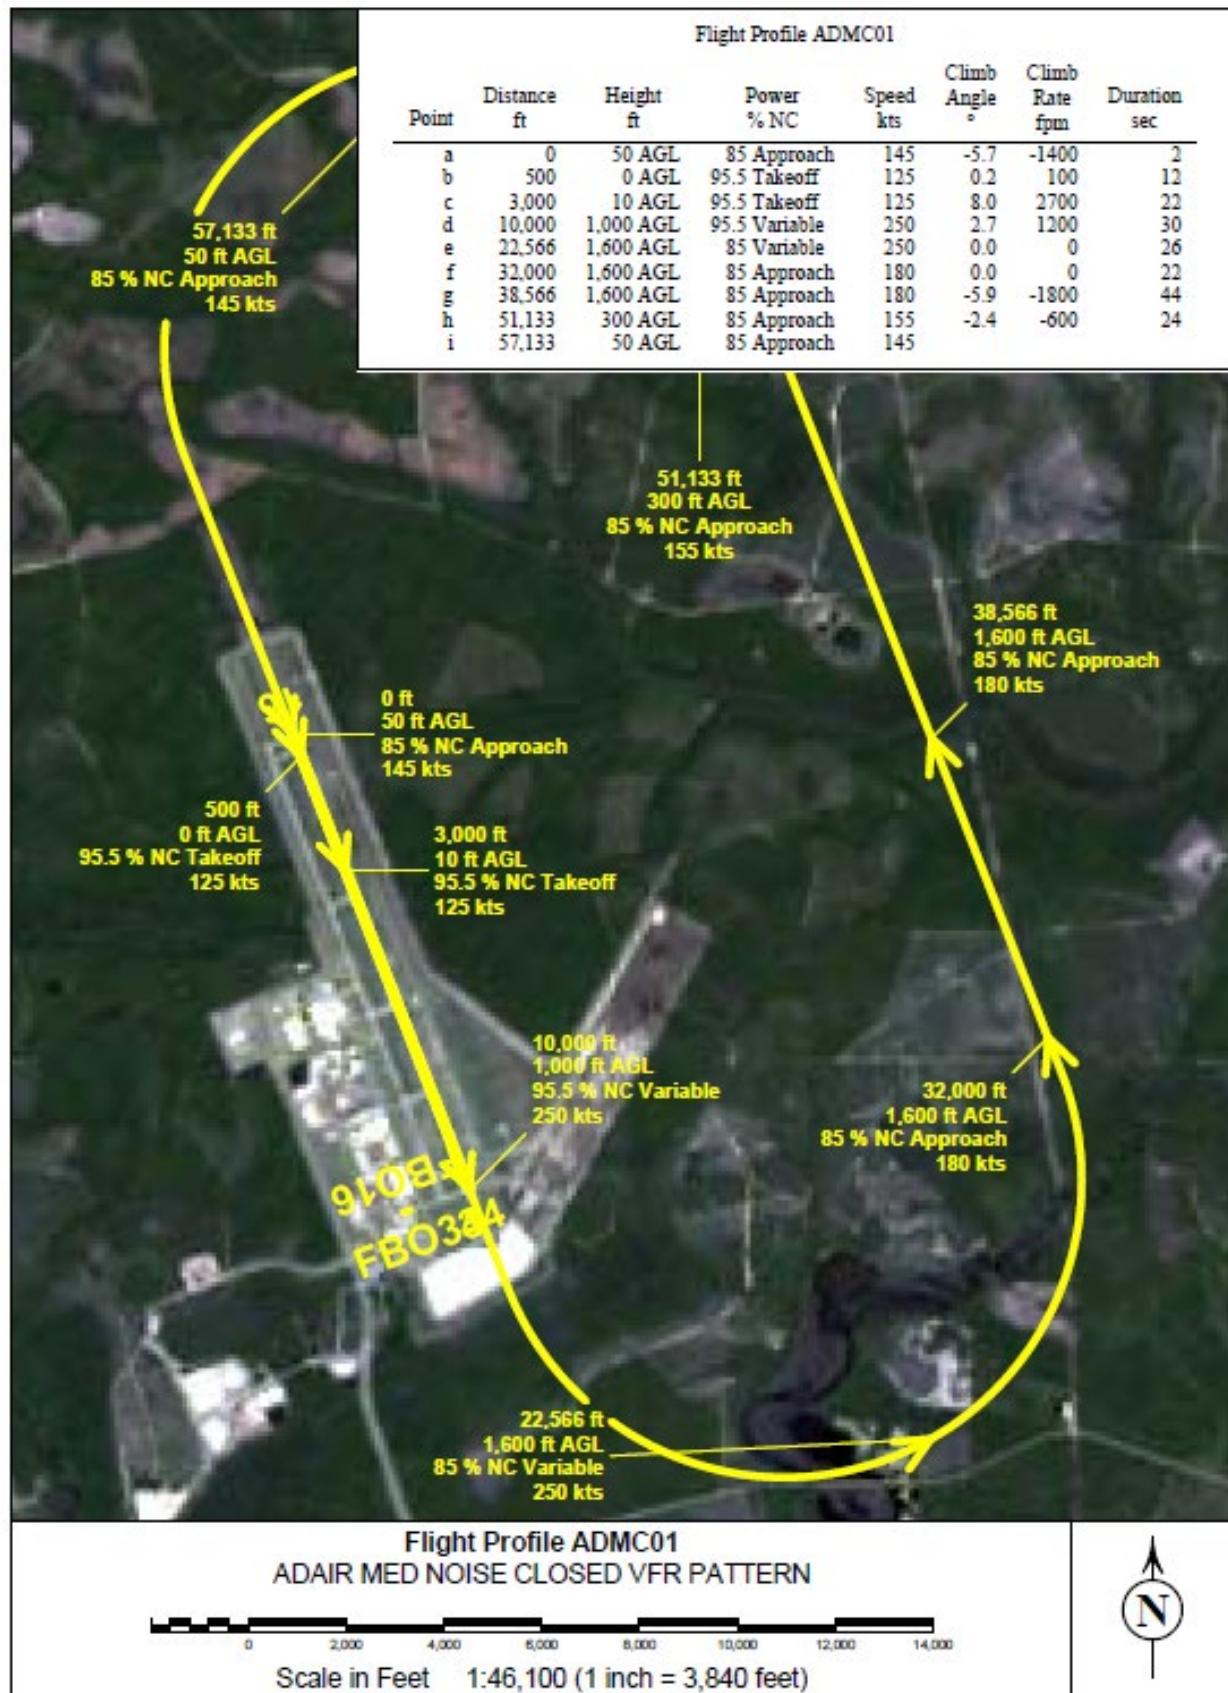 Flight Profile ADMC01
Point Distance ft Height ft Power % NC Speed kts Climb Angle ° Climb Rate fpm Duration sec
a 0 50 AGL 85 Approach 145 -5.7 -1400 2
b 500 0 AGL 95.5 Takeoff 125 0.2 100 12
c 3,000 10 AGL 95.5 Takeoff 125 8.0 2700 22
d 10,000 1,000 AGL 95.5 Variable 250 2.7 1200 30
e 22,566 1,600 AGL 85 Variable 250 0.0 0 26
f 32,000 1,600 AGL 85 Approach 180 0.0 0 22
g 38,566 1,600 AGL 85 Approach 180 -5.9 -1800 44
h 51,133 300 AGL 85 Approach 155 -2.4 -600 24
i 57,133 50 AGL 85 Approach 145
57,133 ft
50 ft AGL
85 % NC Approach
145 kts
51,133 ft
300 ft AGL
85 % NC Approach
155 kts
38,566 ft
1,600 ft AGL
85 % NC Approach
180 kts
0 ft
50 ft AGL
85 % NC Approach
145 kts
500 ft
0 ft AGL
95.5 % NC Takeoff
125 kts
3,000 ft
10 ft AGL
95.5 % NC Takeoff
125 kts
10,000 ft
1,000 ft AGL
95.5 % NC Variable
250 kts
32,000 ft
1,600 ft AGL
85 % NC Approach
180 kts
22,566 ft
1,600 ft AGL
85 % NC Variable
250 kts
Flight Profile ADMC01
ADAIR MED NOISE CLOSED VFR PATTERN
0 2,000 4,000 6,000 8,000 10,000 12,000 14,000
Scale in Feet 1:46,100 (1 inch = 3,840 feet)
N